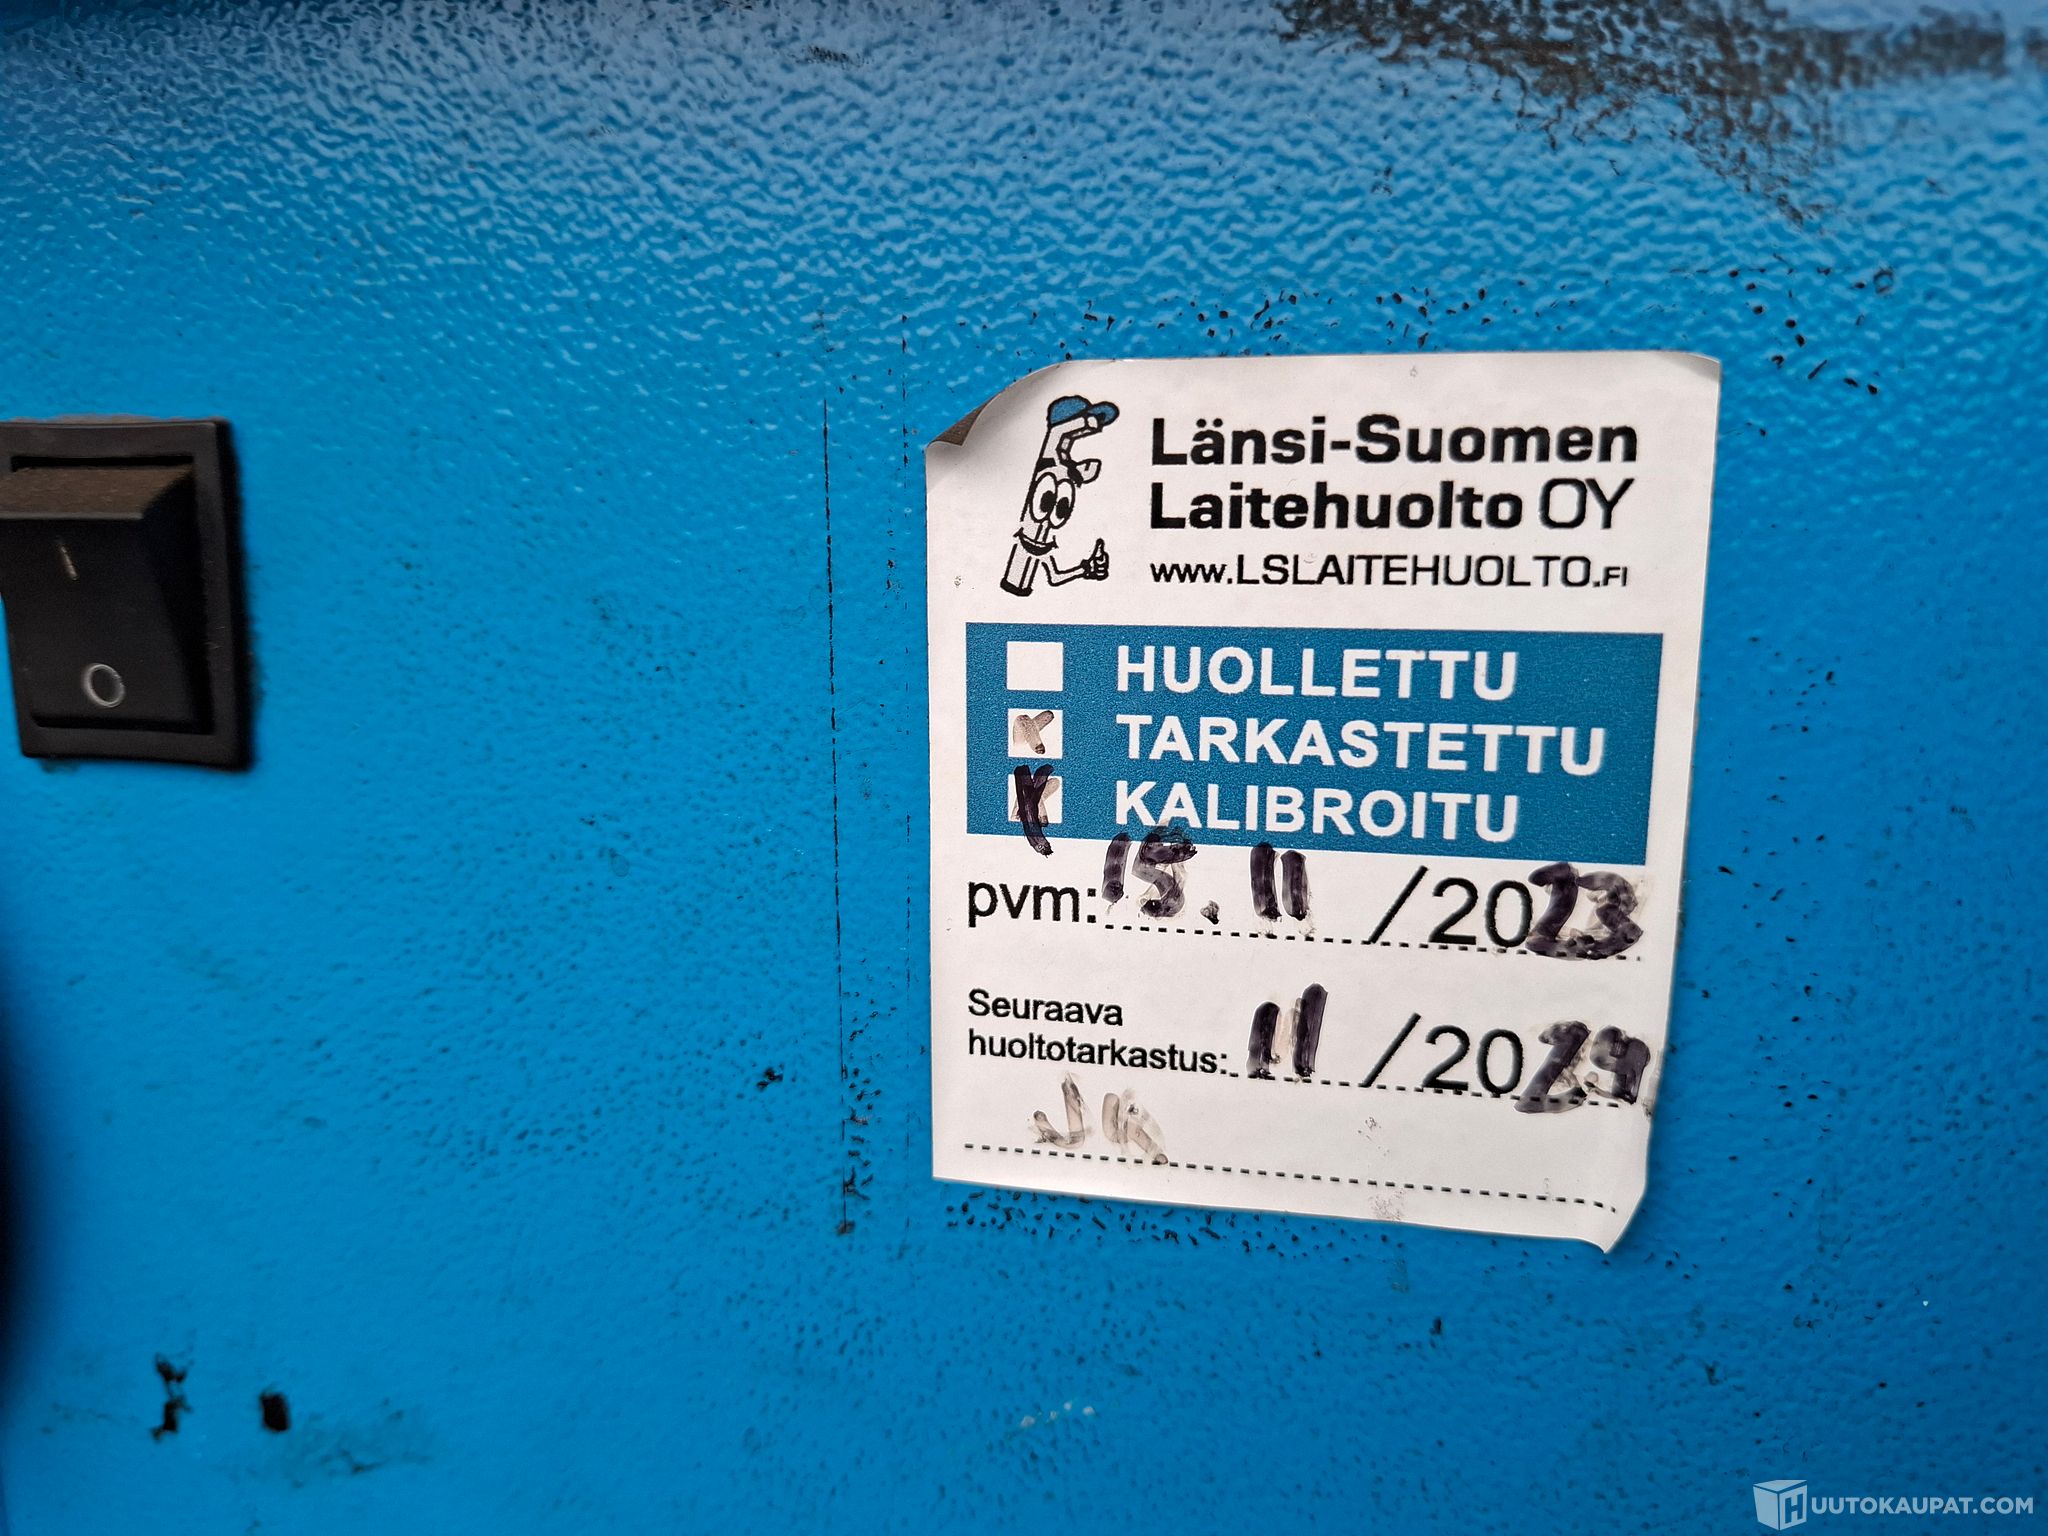 Länsi-Suomen
Laitehuolto OY
www.LSLAITEHUOLTO.FI
HUOLLETTU
TARKASTETTU
KALIBROITU
pvm: 15. 11 /2023
Seuraava
huoltotarkastus: 11 /2024
JK
HUUTOKAUPAT.COM